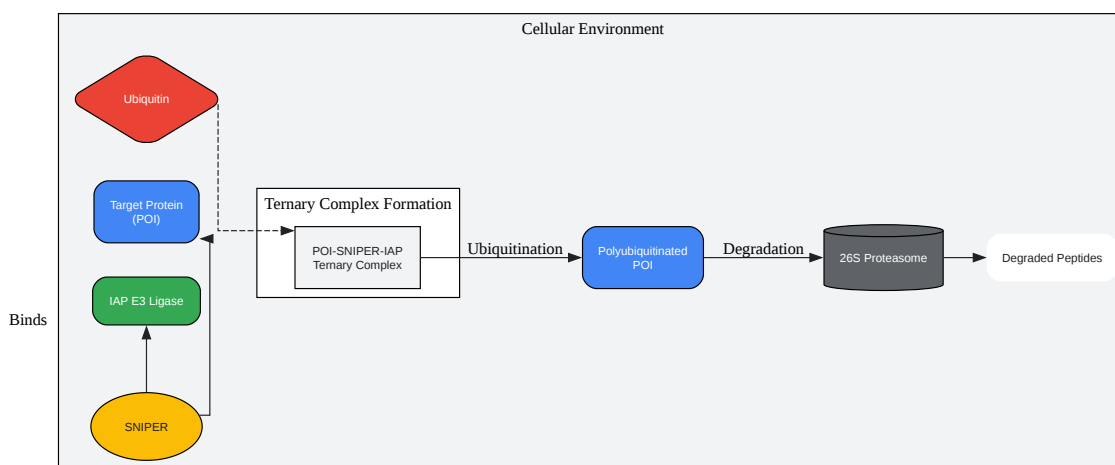 Cellular Environment
Ubiquitin
Target Protein
(POI)
Ternary Complex Formation
POI-SNIPER-IAP
Ternary Complex
Ubiquitination
Polyubiquitinated
POI
Degradation
26S Proteasome
Degraded Peptides
IAP E3 Ligase
Binds
SNIPER